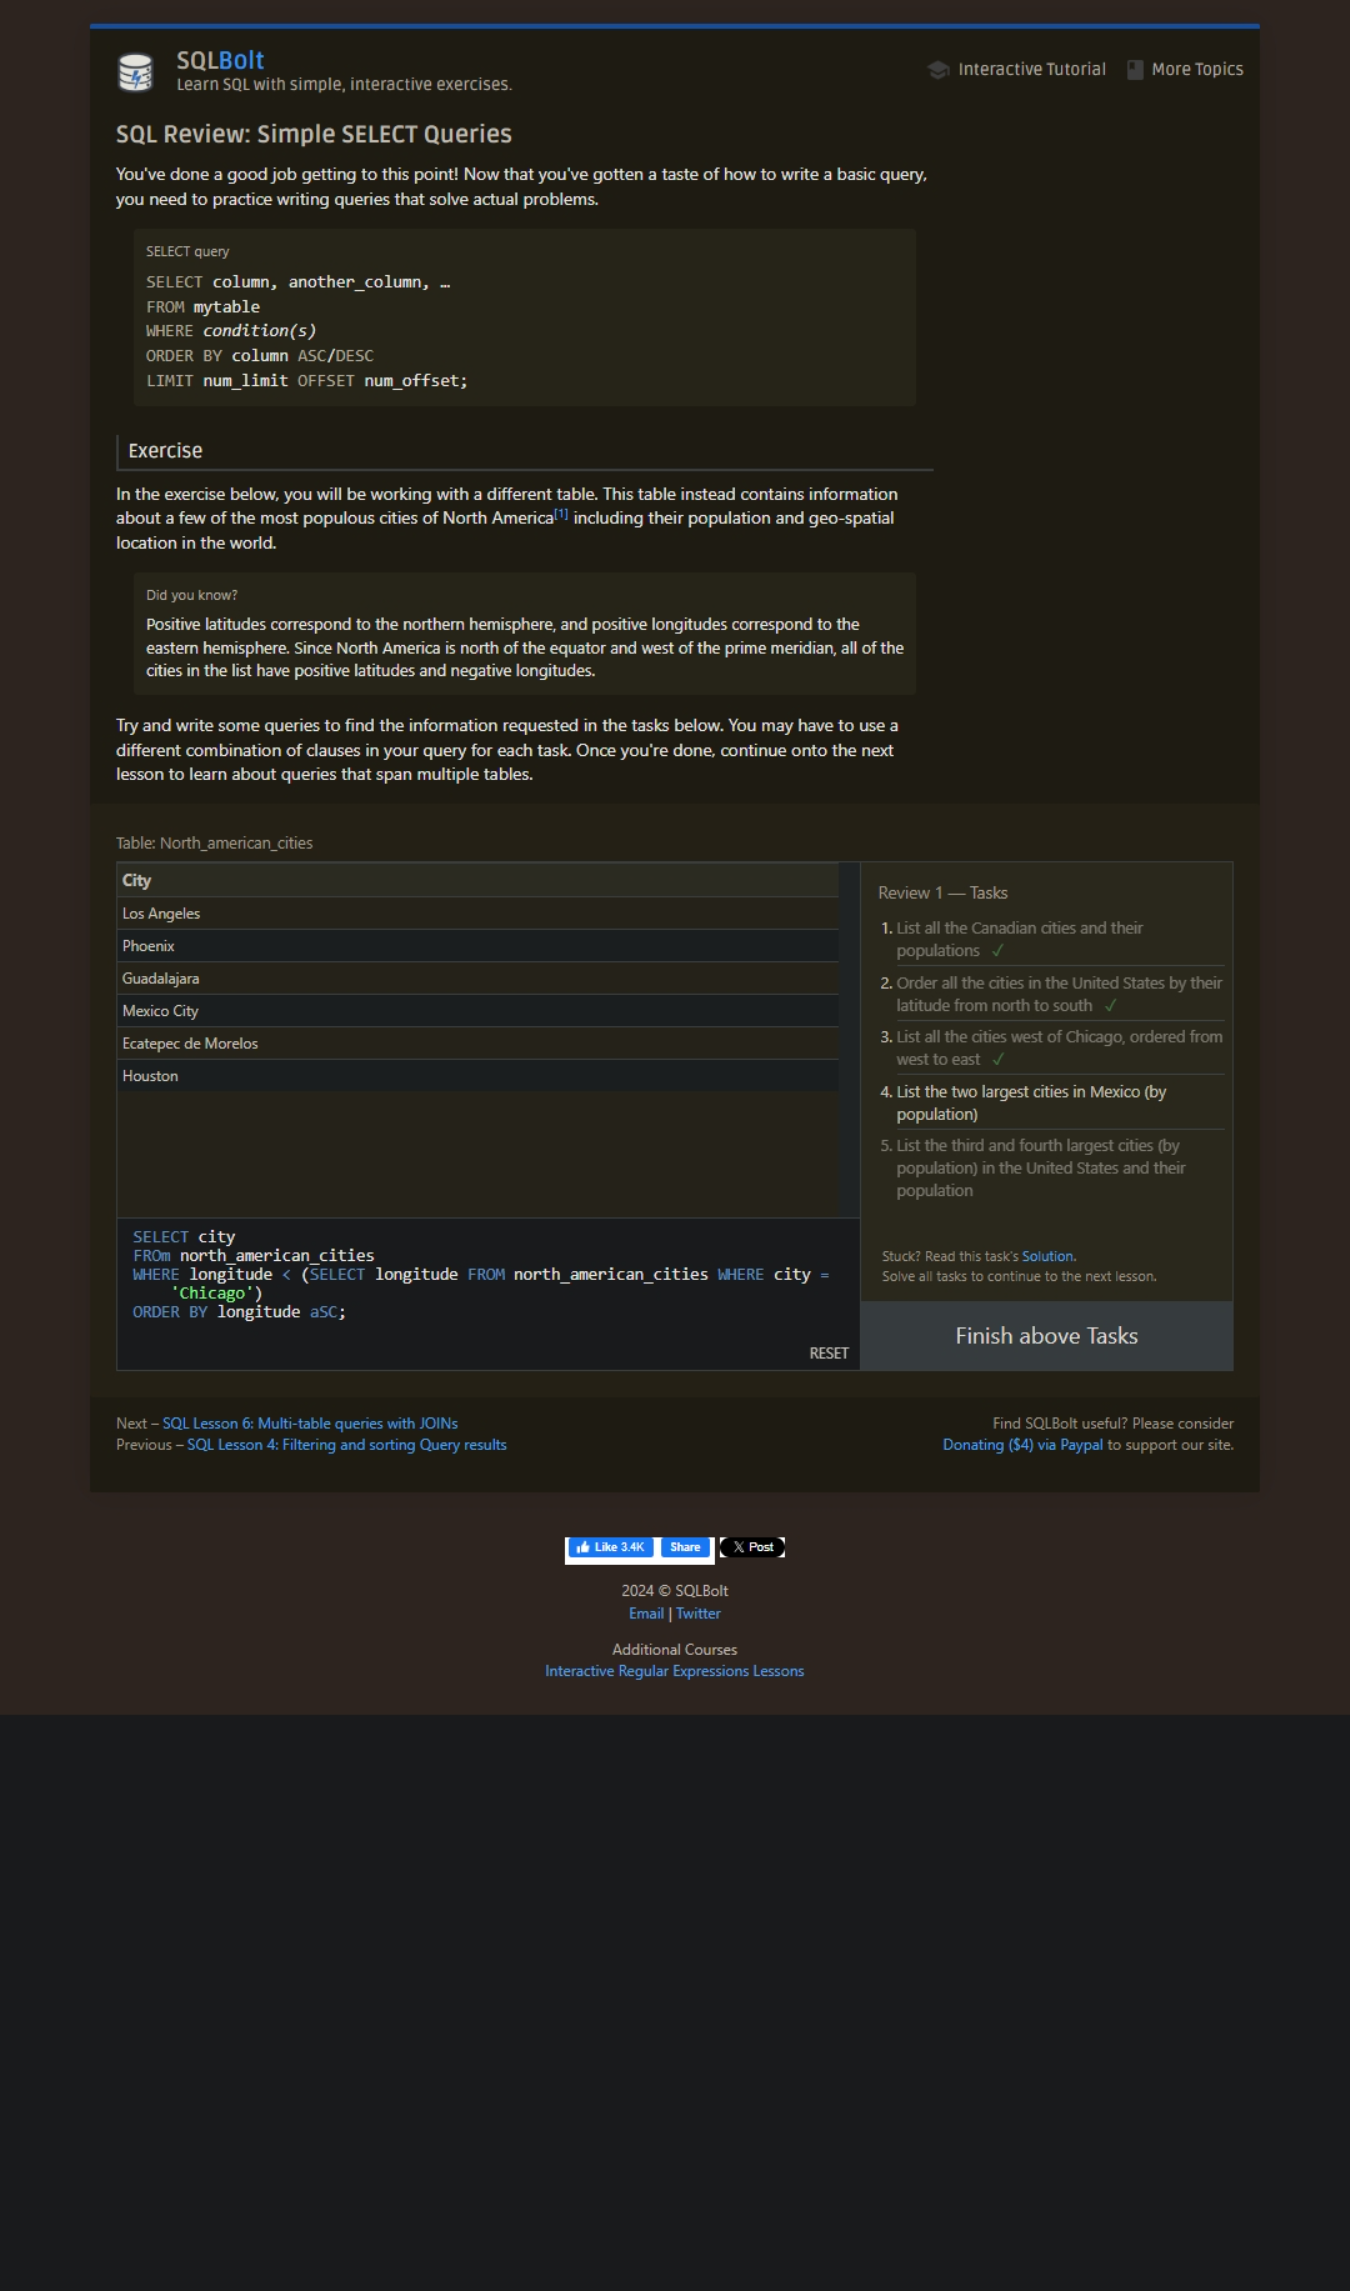 SQLBolt
Learn SQL with simple, interactive exercises.
Interactive Tutorial
More Topics
SQL Review: Simple SELECT Queries
You've done a good job getting to this point! Now that you've gotten a taste of how to write a basic query,
you need to practice writing queries that solve actual problems.
SELECT query
SELECT column, another_column, …
FROM mytable
WHERE condition(s)
ORDER BY column ASC/DESC
LIMIT num_limit OFFSET num_offset;
Exercise
In the exercise below, you will be working with a different table. This table instead contains information
about a few of the most populous cities of North America[1] including their population and geo-spatial
location in the world.
Did you know?
Positive latitudes correspond to the northern hemisphere, and positive longitudes correspond to the
eastern hemisphere. Since North America is north of the equator and west of the prime meridian, all of the
cities in the list have positive latitudes and negative longitudes.
Try and write some queries to find the information requested in the tasks below. You may have to use a
different combination of clauses in your query for each task. Once you're done, continue onto the next
lesson to learn about queries that span multiple tables.
Table: North_american_cities
City
Los Angeles
Phoenix
Guadalajara
Mexico City
Ecatepec de Morelos
Houston
SELECT city
FROm north_american_cities
WHERE longitude < (SELECT longitude FROM north_american_cities WHERE city =
'Chicago')
ORDER BY longitude aSC;
RESET
Review 1 — Tasks
1. List all the Canadian cities and their
populations ✓
2. Order all the cities in the United States by their
latitude from north to south ✓
3. List all the cities west of Chicago, ordered from
west to east ✓
4. List the two largest cities in Mexico (by
population)
5. List the third and fourth largest cities (by
population) in the United States and their
population
Stuck? Read this task's Solution.
Solve all tasks to continue to the next lesson.
Finish above Tasks
Next – SQL Lesson 6: Multi-table queries with JOINs
Previous – SQL Lesson 4: Filtering and sorting Query results
Find SQLBolt useful? Please consider
Donating ($4) via Paypal to support our site.
Like 3.4K
Share
X Post
2024 © SQLBolt
Email | Twitter
Additional Courses
Interactive Regular Expressions Lessons